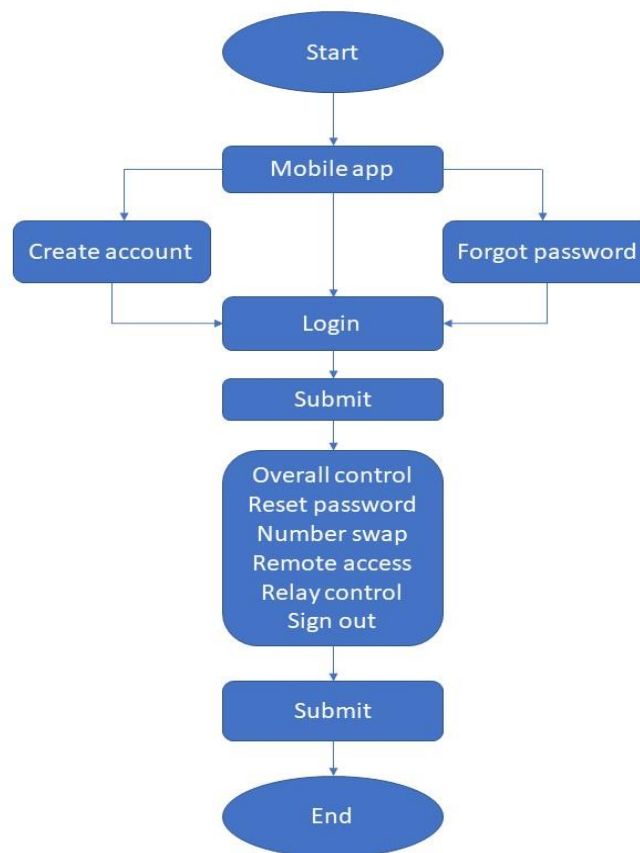 Start
Mobile app
Create account
Forgot password
Login
Submit
Overall control
Reset password
Number swap
Remote access
Relay control
Sign out
Submit
End